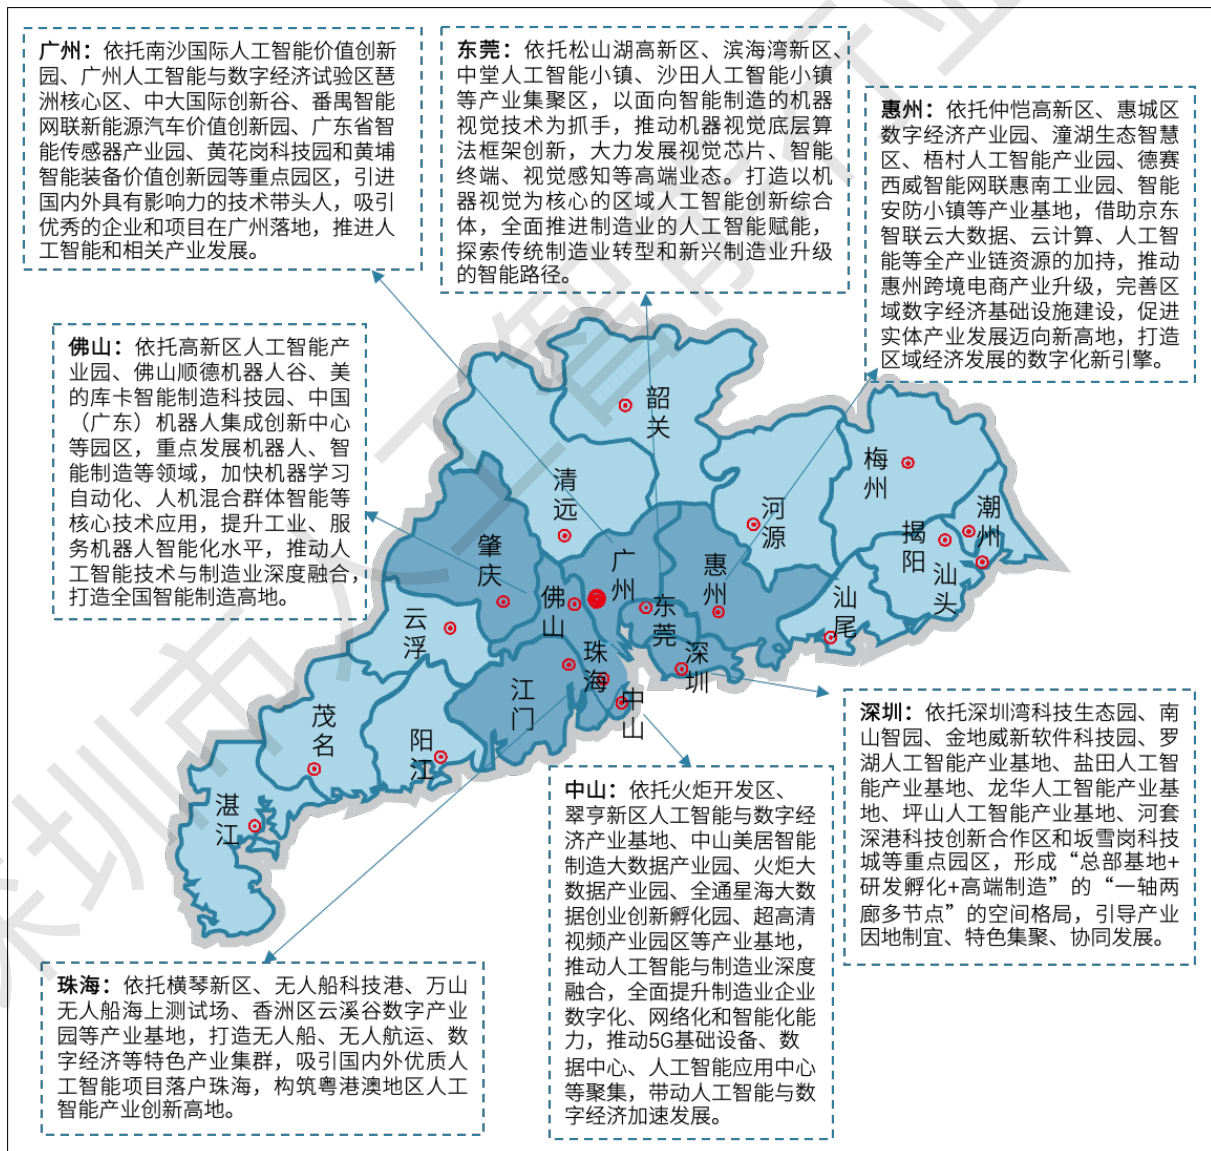 广州：依托南沙国际人工智能价值创新
园、广州人工智能与数字经济试验区琶
洲核心区、中大国际创新谷、番禺智能
网联新能源汽车价值创新园、广东省智
能传感器产业园、黄花岗科技园和黄埔
智能装备价值创新园等重点园区，引进
国内外具有影响力的技术带头人，吸引
优秀的企业和项目在广州落地，推进人
工智能和相关产业发展。
东莞：依托松山湖高新区、滨海湾新区、
中堂人工智能小镇、沙田人工智能小镇
等产业集聚区，以面向智能制造的机器
视觉技术为抓手，推动机器视觉底层算
法框架创新，大力发展视觉芯片、智能
终端、视觉感知等高端业态。打造以机
器视觉为核心的区域人工智能创新综合
体，全面推进制造业的人工智能赋能，
探索传统制造业转型和新兴制造业升级
的智能路径。
惠州：依托仲恺高新区、惠城区
数字经济产业园、潼湖生态智慧
区、梧村人工智能产业园、德赛
西威智能网联惠南工业园、智能
安防小镇等产业基地，借助京东
智联云大数据、云计算、人工智
能等全产业链资源的加持，推动
惠州跨境电商产业升级，完善区
域数字经济基础设施建设，促进
实体产业发展迈向新高地，打造
区域经济发展的数字化新引擎。
佛山：依托高新区人工智能产
业园、佛山顺德机器人谷、美
的库卡智能制造科技园、中国
（广东）机器人集成创新中心
等园区，重点发展机器人、智
能制造等领域，加快机器学习
自动化、人机混合群体智能等
核心技术应用，提升工业、服
务机器人智能化水平，推动人
工智能技术与制造业深度融合，
打造全国智能制造高地。
韶关
清远
河源
梅州
潮州
揭阳
汕头
汕尾
肇庆
云浮
佛山
广州
东莞
惠州
深圳
珠海
中山
江门
茂名
阳江
湛江
深圳：依托深圳湾科技生态园、南
山智园、金地威新软件科技园、罗
湖人工智能产业基地、盐田人工智
能产业基地、龙华人工智能产业基
地、坪山人工智能产业基地、河套
深港科技创新合作区和坂雪岗科技
城等重点园区，形成“总部基地+
研发孵化+高端制造”的“一轴两
廊多节点”的空间格局，引导产业
因地制宜、特色集聚、协同发展。
中山：依托火炬开发区、
翠亨新区人工智能与数字经
济产业基地、中山美居智能
制造大数据产业园、火炬大
数据产业园、全通星海大数
据创业创新孵化园、超高清
视频产业园区等产业基地，
推动人工智能与制造业深度
融合，全面提升制造业企业
数字化、网络化和智能化能
力，推动5G基础设备、数
据中心、人工智能应用中心
等聚集，带动人工智能与数
字经济加速发展。
珠海：依托横琴新区、无人船科技港、万山
无人船海上测试场、香洲区云溪谷数字产业
园等产业基地，打造无人船、无人航运、数
字经济等特色产业集群，吸引国内外优质人
工智能项目落户珠海，构筑粤港澳地区人工
智能产业创新高地。
深圳市人工智能行业